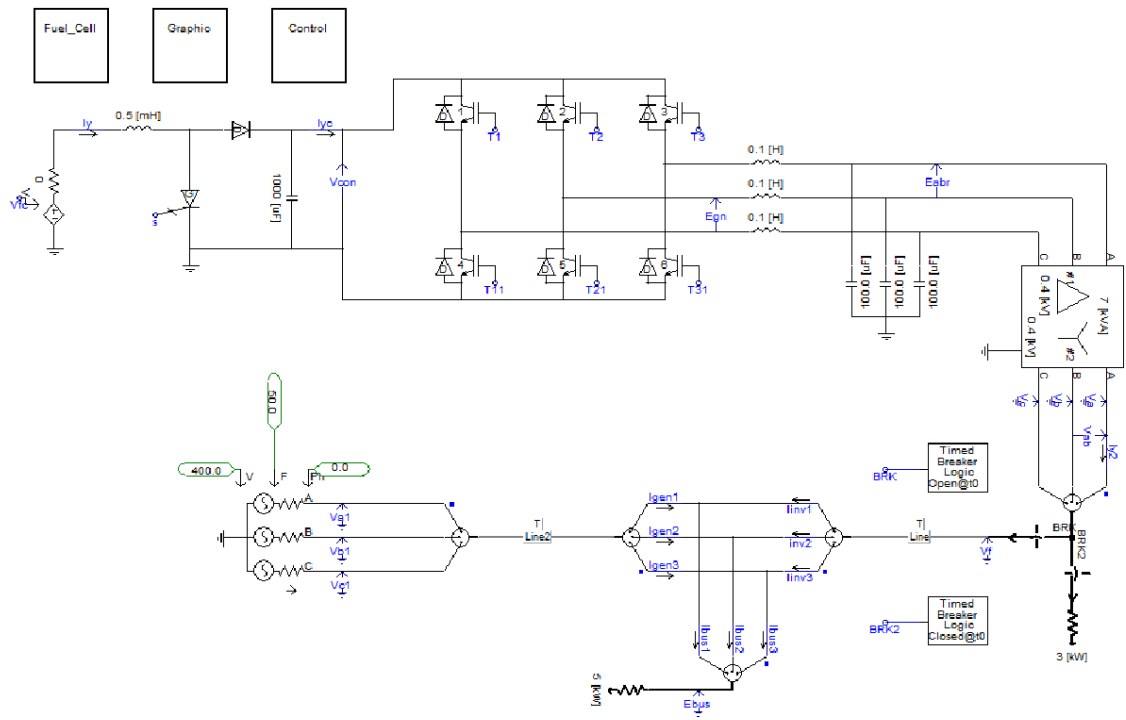 Fuel_Cell
Graphic
Control
Iy
0.5 [mH]
D
Iyc
1000 [uF]
Vcon
0
Vfc
G
s
D
1
T1
D
2
T2
D
3
T3
0.1 [H]
0.1 [H]
0.1 [H]
Eabr
Egn
D
4
T11
D
5
T21
D
6
T31
100.0 [uF]
100.0 [uF]
100.0 [uF]
C
B
A
#1
0.4 [kV]
7 [kVA]
0.4 [kV]
#2
C
B
A
Vb
Va
Vab
Iy2
50.0
400.0
V
F
Ph
0.0
A
Va1
B
Vb1
C
Vc1
T
Line2
Igen1
Igen2
Igen3
Iinv1
Iinv2
Iinv3
T
Line
Vf
BRK
BRK2
BRK
Timed
Breaker
Logic
Open@t0
BRK2
Timed
Breaker
Logic
Closed@t0
3 [kW]
Ibus1
Ibus2
Ibus3
5 [kW]
Ebus